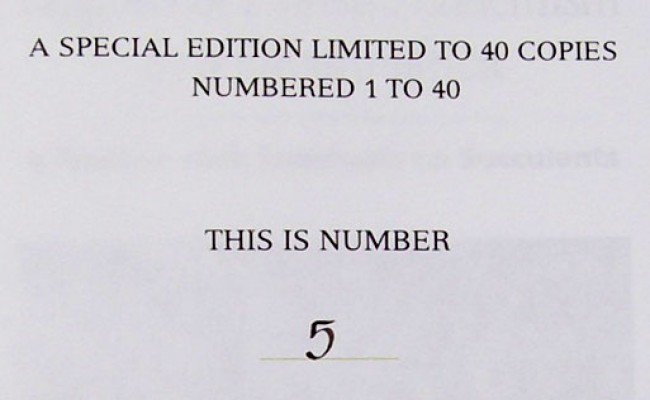 A SPECIAL EDITION LIMITED TO 40 COPIES
NUMBERED 1 TO 40
THIS IS NUMBER
5